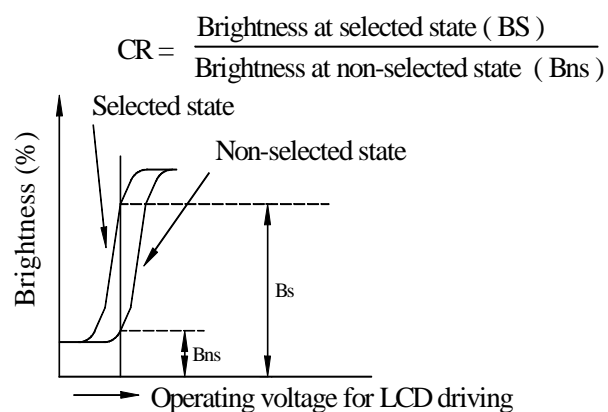 CR = Brightness at selected state ( BS )
Brightness at non-selected state ( Bns )
Selected state
Non-selected state
Brightness (%)
Bs
Bns
Operating voltage for LCD driving